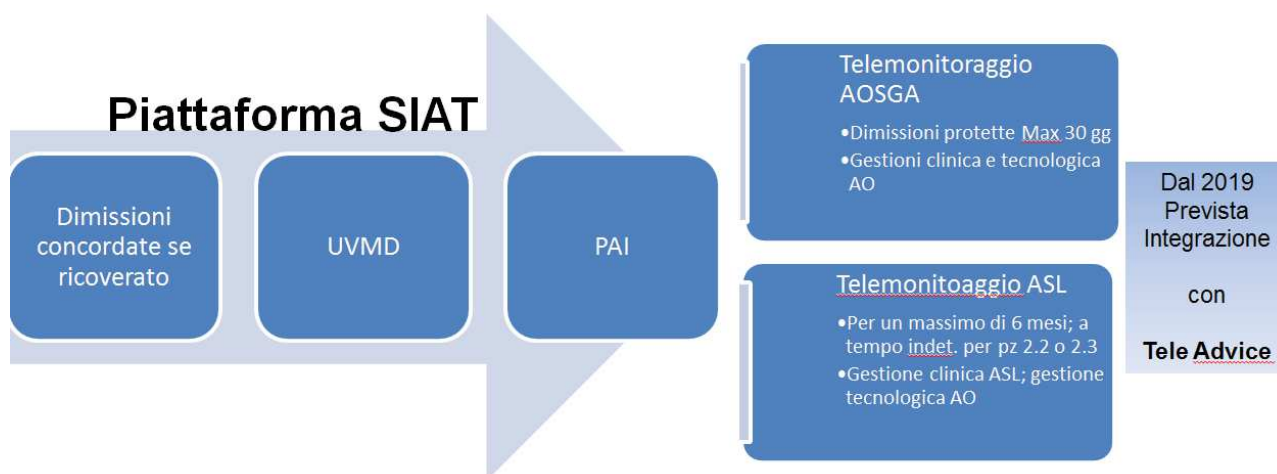 Piattaforma SIAT
Dimissioni
concordate se
ricoverato
UVMD
PAI
Telemonitoraggio
AOSGA
•Dimissioni protette Max 30 gg
•Gestioni clinica e tecnologica
AO
Telemonitoaggio ASL
•Per un massimo di 6 mesi; a
tempo indet. per pz 2.2 o 2.3
•Gestione clinica ASL; gestione
tecnologica AO
Dal 2019
Prevista
Integrazione
con
Tele Advice